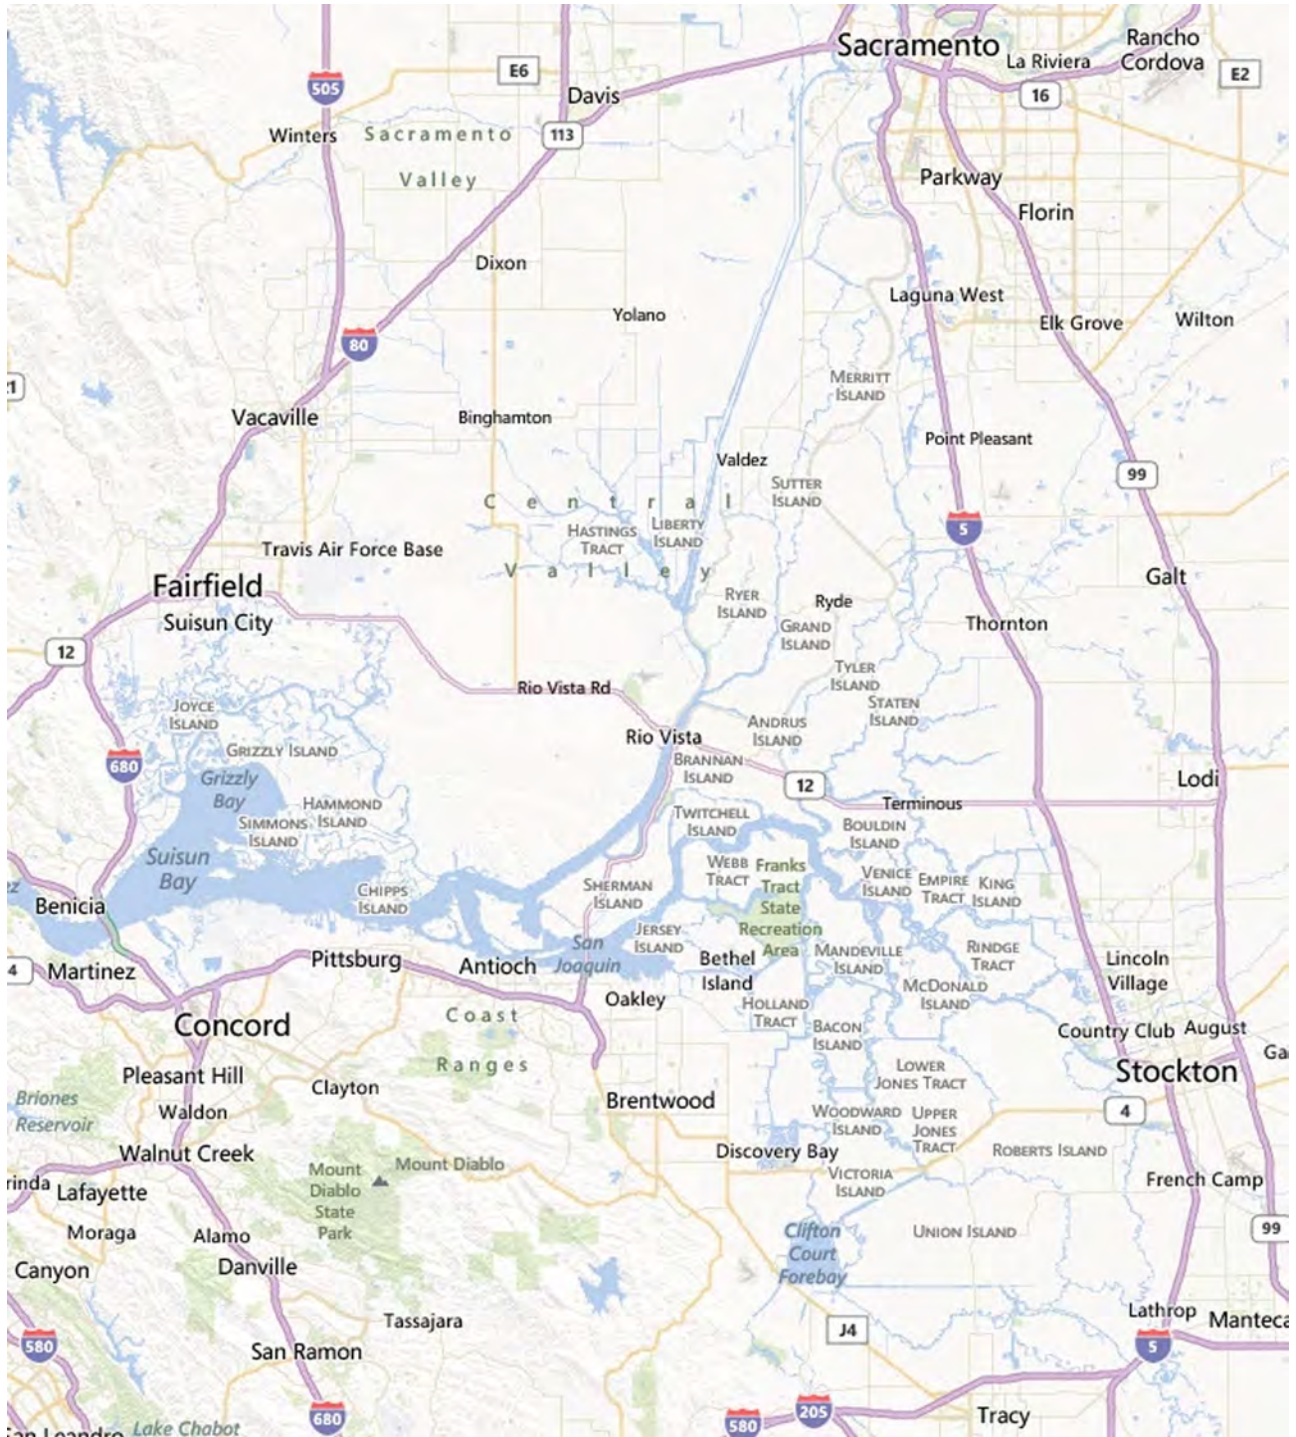 Sacramento
Rancho
Cordova
La Riviera
E2
E6
505
16
Davis
Winters
Sacramento
Valley
113
Parkway
Florin
Dixon
Laguna West
Yolano
Elk Grove
Wilton
80
MERRITT
ISLAND
Vacaville
Binghamton
Point Pleasant
Valdez
99
SUTTER
ISLAND
Central
Valley
HASTINGS
TRACT
LIBERTY
ISLAND
5
Travis Air Force Base
Fairfield
Suisun City
Galt
RYER
ISLAND
Ryde
GRAND
ISLAND
Thornton
12
TYLER
ISLAND
Rio Vista Rd
STATEN
ISLAND
JOYCE
ISLAND
ANDRUS
ISLAND
Rio Vista
GRIZZLY ISLAND
680
BRANNAN
ISLAND
Grizzly
Bay
12
Lodi
HAMMOND
ISLAND
SIMMONS
ISLAND
Terminous
TWITCHELL
ISLAND
BOULDIN
ISLAND
Suisun
Bay
WEBB
TRACT
Franks
Tract
State
Recreation
Area
VENICE
ISLAND
EMPIRE
TRACT
KING
ISLAND
SHERMAN
ISLAND
CHIPPS
ISLAND
Benicia
JERSEY
ISLAND
San
Joaquin
Bethel
Island
MANDEVILLE
ISLAND
RINDGE
TRACT
Lincoln
Village
4
Martinez
Pittsburg
Antioch
Oakley
MCDONALD
ISLAND
HOLLAND
TRACT
Concord
Coast
Ranges
BACON
ISLAND
Country Club
August
Stockton
Pleasant Hill
Clayton
LOWER
JONES TRACT
Briones
Reservoir
Waldon
Brentwood
4
WOODWARD
ISLAND
UPPER
JONES
TRACT
Walnut Creek
Discovery Bay
ROBERTS ISLAND
Mount Diablo
Mount
Diablo
State
Park
VICTORIA
ISLAND
French Camp
rinda
Lafayette
Moraga
Alamo
Clifton
Court
Forebay
UNION ISLAND
99
Canyon
Danville
Lathrop
Manteca
Tassajara
J4
580
5
San Ramon
680
580
205
Tracy
Lake Chabot